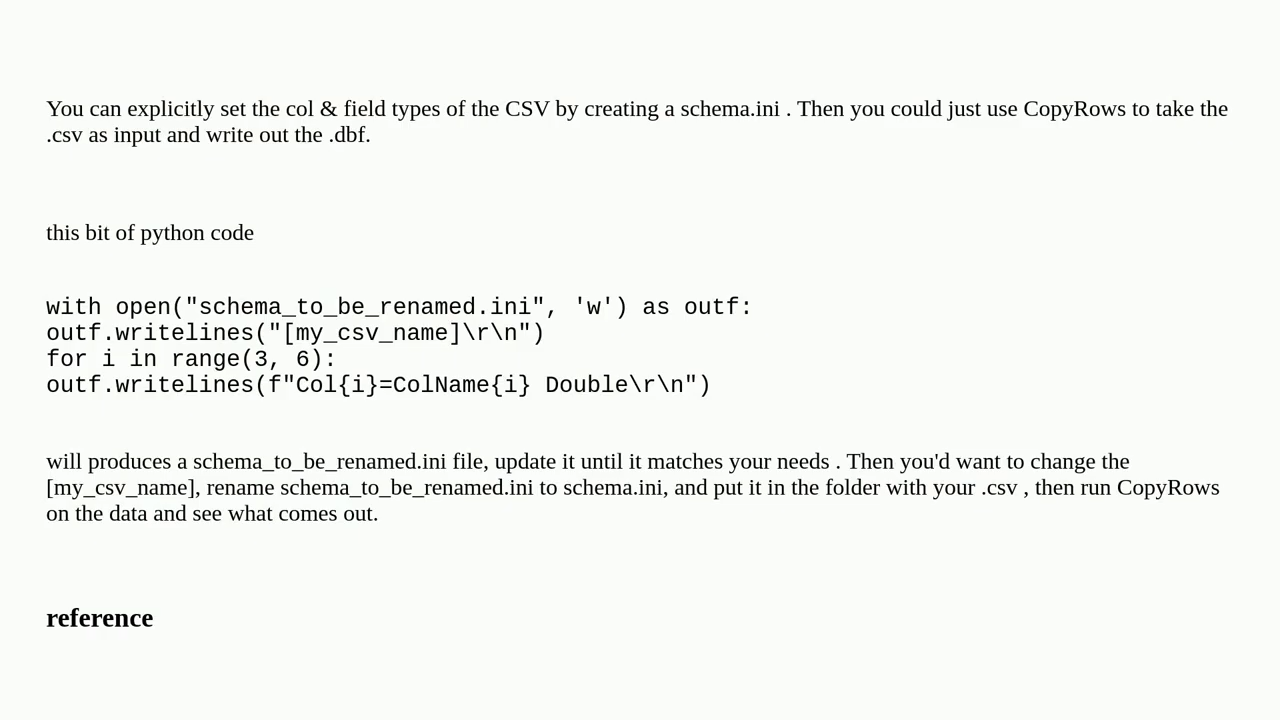 You can explicitly set the col & field types of the CSV by creating a schema.ini . Then you could just use CopyRows to take the
.csv as input and write out the .dbf.
this bit of python code
with open("schema_to_be_renamed.ini", 'w') as outf:
outf.writelines("[my_csv_name]\r\n")
for i in range(3, 6):
outf.writelines(f"Col{i}=ColName{i} Double\r\n")
will produces a schema_to_be_renamed.ini file, update it until it matches your needs . Then you'd want to change the
[my_csv_name], rename schema_to_be_renamed.ini to schema.ini, and put it in the folder with your .csv , then run CopyRows
on the data and see what comes out.
reference